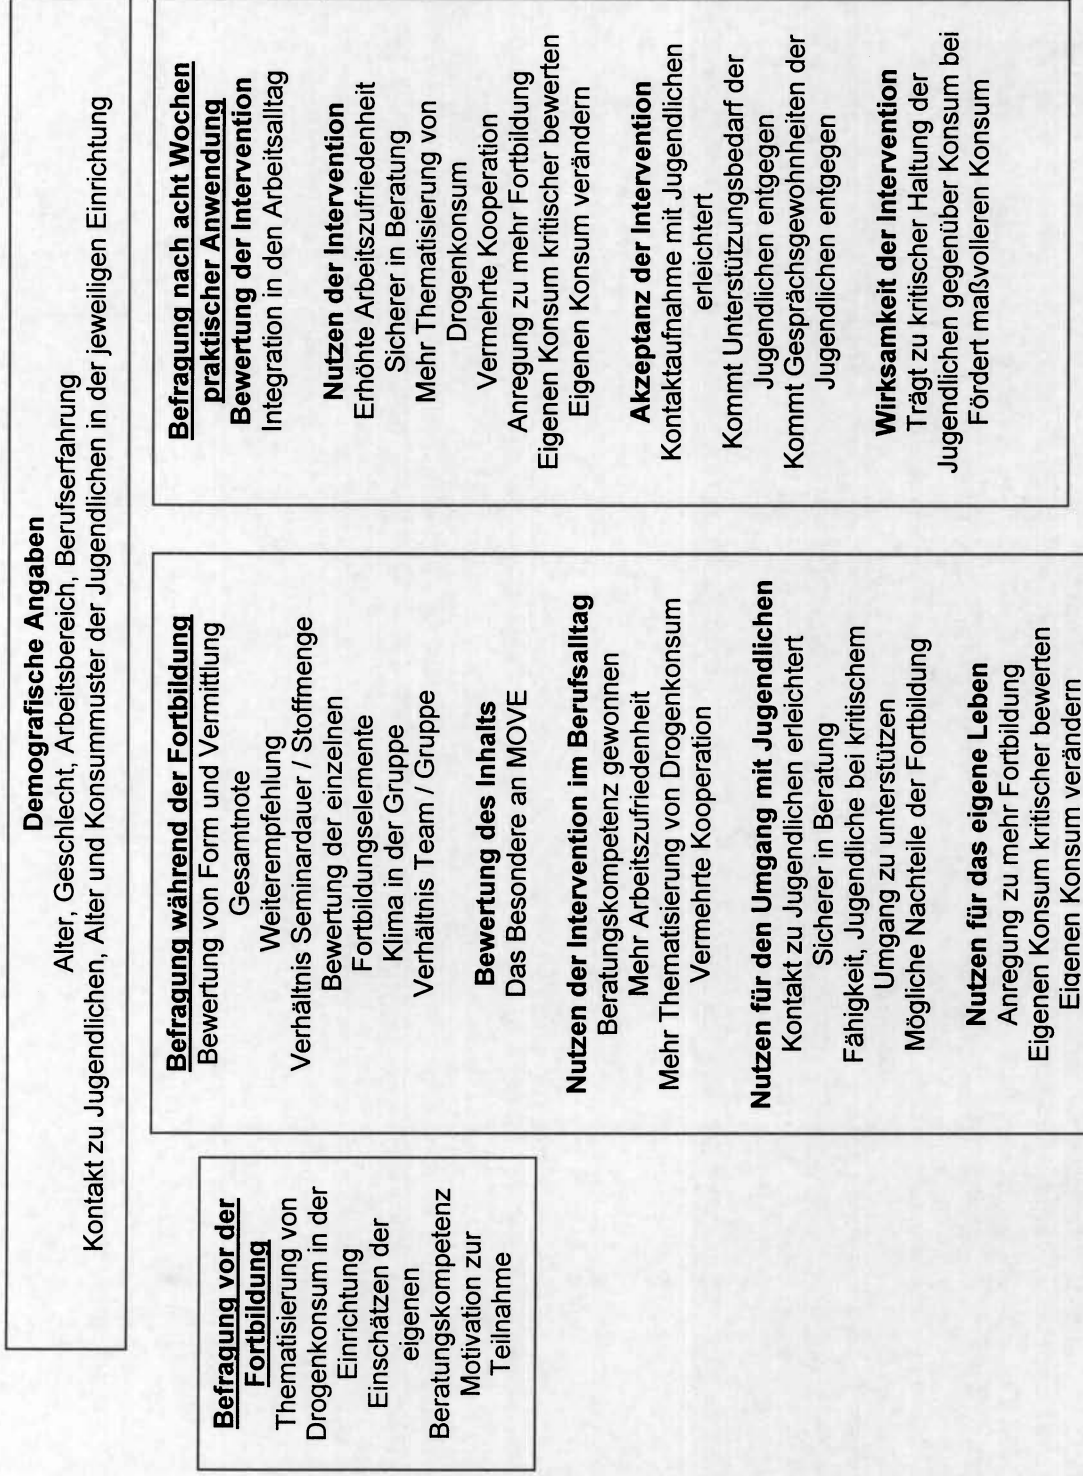 Demografische Angaben
Alter, Geschlecht, Arbeitsbereich, Berufserfahrung
Kontakt zu Jugendlichen, Alter und Konsummuster der Jugendlichen in der jeweiligen Einrichtung
Befragung vor der
Fortbildung
Thematisierung von
Drogenkonsum in der
Einrichtung
Einschätzen der
eigenen
Beratungskompetenz
Motivation zur
Teilnahme
Befragung während der Fortbildung
Bewertung von Form und Vermittlung
Gesamtnote
Weiterempfehlung
Verhältnis Seminardauer / Stoffmenge
Bewertung der einzelnen
Fortbildungselemente
Klima in der Gruppe
Verhältnis Team / Gruppe
Bewertung des Inhalts
Das Besondere an MOVE
Nutzen der Intervention im Berufsalltag
Beratungskompetenz gewonnen
Mehr Arbeitszufriedenheit
Mehr Thematisierung von Drogenkonsum
Vermehrte Kooperation
Nutzen für den Umgang mit Jugendlichen
Kontakt zu Jugendlichen erleichtert
Sicherer in Beratung
Fähigkeit, Jugendliche bei kritischem
Umgang zu unterstützen
Mögliche Nachteile der Fortbildung
Nutzen für das eigene Leben
Anregung zu mehr Fortbildung
Eigenen Konsum kritischer bewerten
Eigenen Konsum verändern
Befragung nach acht Wochen
praktischer Anwendung
Bewertung der Intervention
Integration in den Arbeitsalltag
Nutzen der Intervention
Erhöhte Arbeitszufriedenheit
Sicherer in Beratung
Mehr Thematisierung von
Drogenkonsum
Vermehrte Kooperation
Anregung zu mehr Fortbildung
Eigenen Konsum kritischer bewerten
Eigenen Konsum verändern
Akzeptanz der Intervention
Kontaktaufnahme mit Jugendlichen
erleichtert
Kommt Unterstützungsbedarf der
Jugendlichen entgegen
Kommt Gesprächsgewohnheiten der
Jugendlichen entgegen
Wirksamkeit der Intervention
Trägt zu kritischer Haltung der
Jugendlichen gegenüber Konsum bei
Fördert maßvolleren Konsum